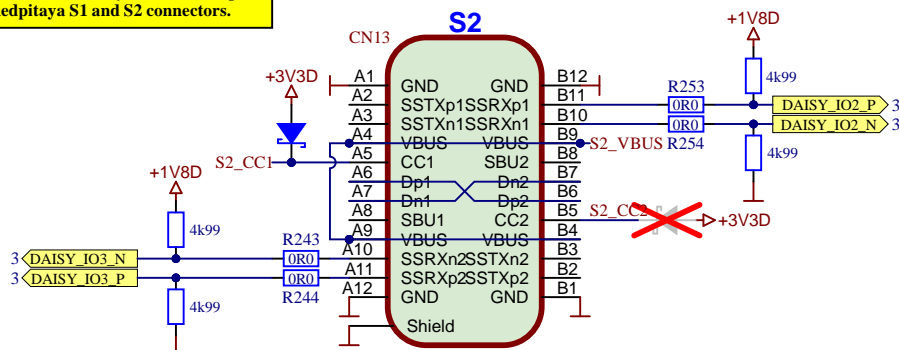 edpitaya S1 and S2 connectors.
S2
CN13
+3V3D
+1V8D
4k99
A1 GND GND B12
A2 SSTXp1 SSRXp1 B11
R253
0R0
DAISY_IO2_P 3
A3 SSTXn1 SSRXn1 B10
0R0
R254
DAISY_IO2_N 3
A4 VBUS VBUS B9
S2_VBUS
4k99
S2_CC1
A5 CC1 SBU2 B8
A6 Dp1 Dn2 B7
A7 Dn1 Dp2 B6
A8 SBU1 CC2 B5
S2_CC2
+3V3D
+1V8D
4k99
A9 VBUS VBUS B4
3 DAISY_IO3_N
R243
0R0
A10 SSRXn2 SSTXn2 B3
3 DAISY_IO3_P
0R0
R244
A11 SSRXp2 SSTXp2 B2
A12 GND GND B1
4k99
Shield